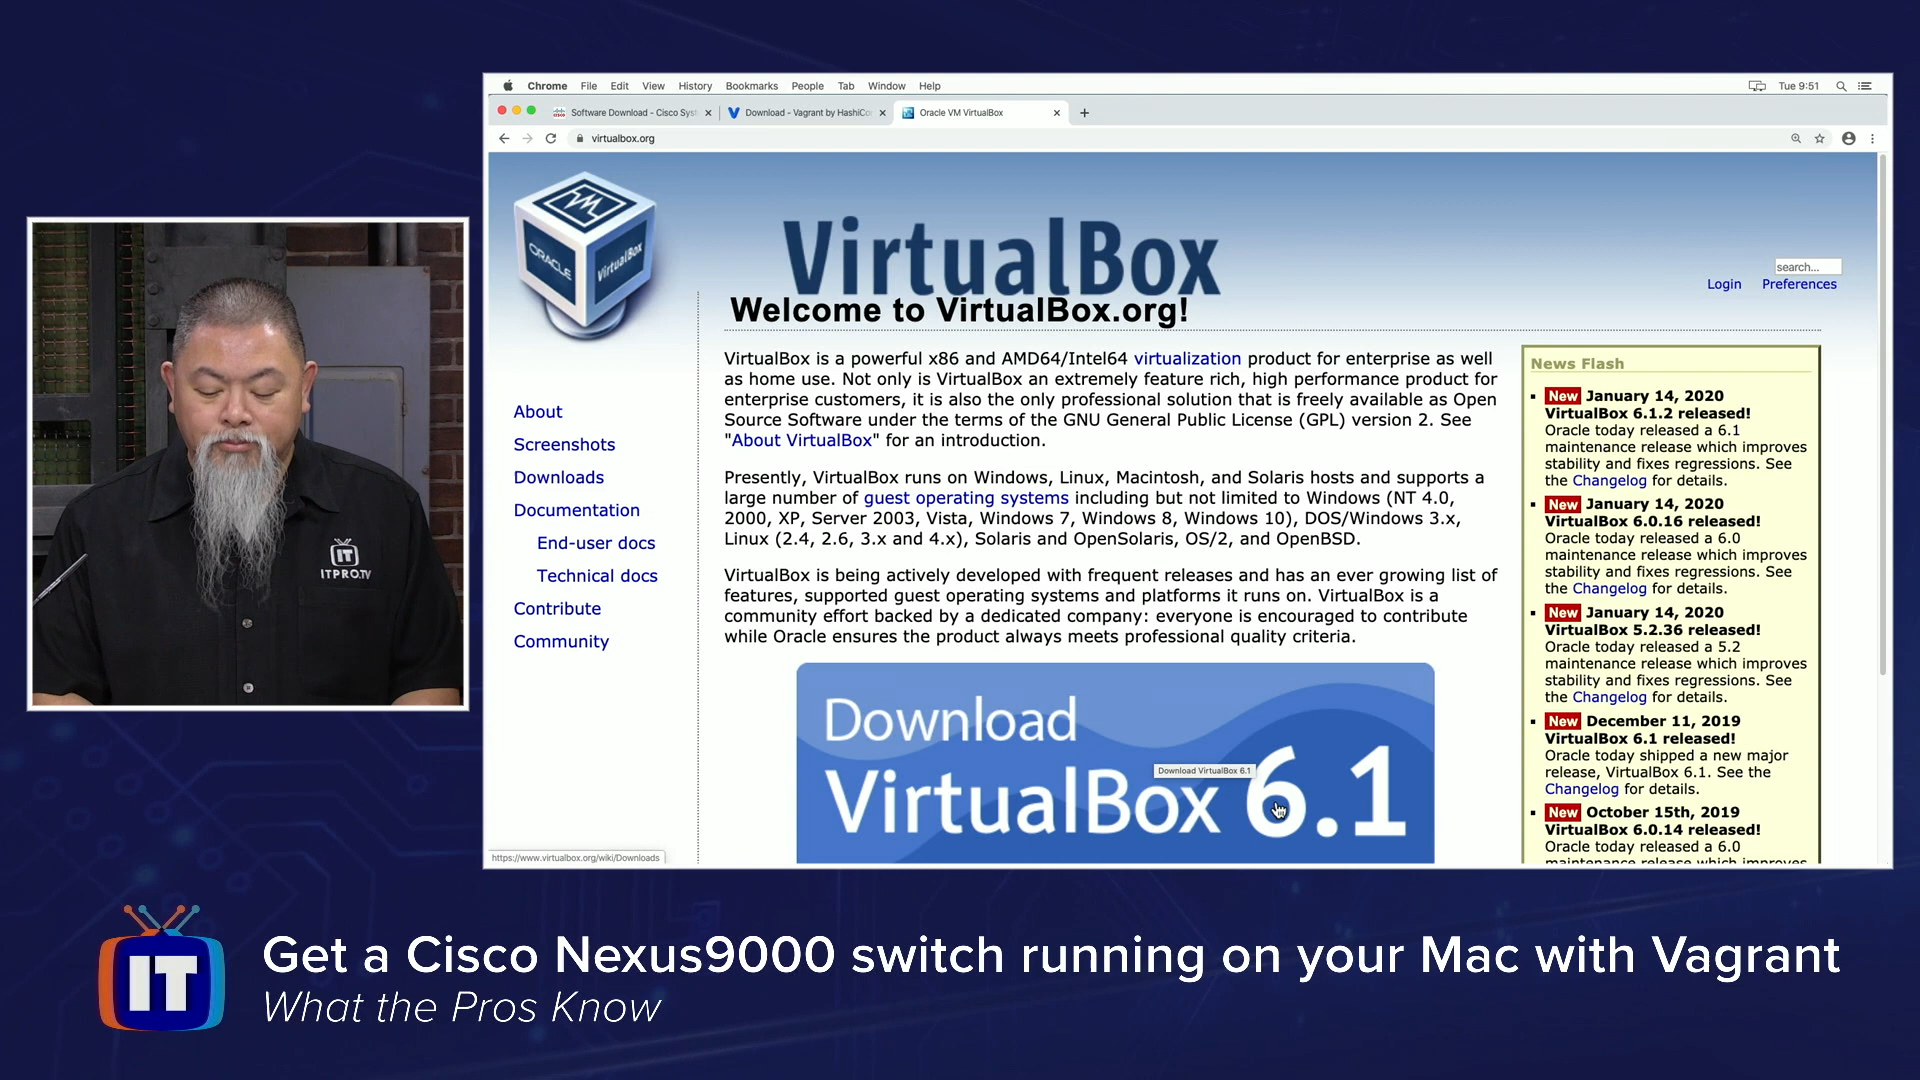 Chrome File Edit View History Bookmarks People Tab Window Help
Tue 9:51
Software Download - Cisco Syst
Download - Vagrant by HashiCo
Oracle VM VirtualBox
virtualbox.org
ORACLE
VirtualBox
VirtualBox
search...
Login Preferences
Welcome to VirtualBox.org!
About
Screenshots
Downloads
Documentation
End-user docs
Technical docs
Contribute
Community
VirtualBox is a powerful x86 and AMD64/Intel64 virtualization product for enterprise as well
as home use. Not only is VirtualBox an extremely feature rich, high performance product for
enterprise customers, it is also the only professional solution that is freely available as Open
Source Software under the terms of the GNU General Public License (GPL) version 2. See
"About VirtualBox" for an introduction.
Presently, VirtualBox runs on Windows, Linux, Macintosh, and Solaris hosts and supports a
large number of guest operating systems including but not limited to Windows (NT 4.0,
2000, XP, Server 2003, Vista, Windows 7, Windows 8, Windows 10), DOS/Windows 3.x,
Linux (2.4, 2.6, 3.x and 4.x), Solaris and OpenSolaris, OS/2, and OpenBSD.
VirtualBox is being actively developed with frequent releases and has an ever growing list of
features, supported guest operating systems and platforms it runs on. VirtualBox is a
community effort backed by a dedicated company: everyone is encouraged to contribute
while Oracle ensures the product always meets professional quality criteria.
Download
VirtualBox 6.1
Download VirtualBox 6.1
News Flash
New January 14, 2020
VirtualBox 6.1.2 released!
Oracle today released a 6.1
maintenance release which improves
stability and fixes regressions. See
the Changelog for details.
New January 14, 2020
VirtualBox 6.0.16 released!
Oracle today released a 6.0
maintenance release which improves
stability and fixes regressions. See
the Changelog for details.
New January 14, 2020
VirtualBox 5.2.36 released!
Oracle today released a 5.2
maintenance release which improves
stability and fixes regressions. See
the Changelog for details.
New December 11, 2019
VirtualBox 6.1 released!
Oracle today shipped a new major
release, VirtualBox 6.1. See the
Changelog for details.
New October 15th, 2019
VirtualBox 6.0.14 released!
Oracle today released a 6.0
maintenance release which improves
https://www.virtualbox.org/wiki/Downloads
IT
ITPRO.TV
IT
Get a Cisco Nexus9000 switch running on your Mac with Vagrant
What the Pros Know